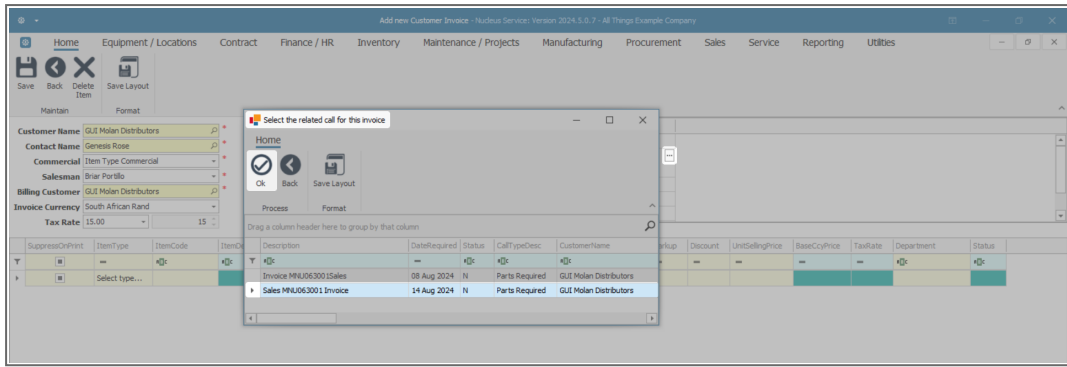 Add new Customer Invoice - Nucleus Service: Version 2024.5.0.7 - All Things Example Company
Home Equipment / Locations Contract Finance / HR Inventory Maintenance / Projects Manufacturing Procurement Sales Service Reporting Utilities
Save Back Delete Item Save Layout
Maintain Format
Select the related call for this invoice
Home
Ok Back Save Layout
Process Format
Drag a column header here to group by that column
Customer Name GUI Molan Distributors *
Contact Name Genesis Rose *
Commercial Item Type Commercial *
Salesman Briar Portillo *
Billing Customer GUI Molan Distributors *
Invoice Currency South African Rand
Tax Rate 15.00 15
SuppressOnPrint ItemType ItemCode ItemDe
Description DateRequired Status CallTypeDesc CustomerName
arkup Discount UnitSellingPrice BaseCcyPrice TaxRate Department Status
Select type...
Invoice MNU063001Sales 08 Aug 2024 N Parts Required GUI Molan Distributors
Sales MNU063001 Invoice 14 Aug 2024 N Parts Required GUI Molan Distributors